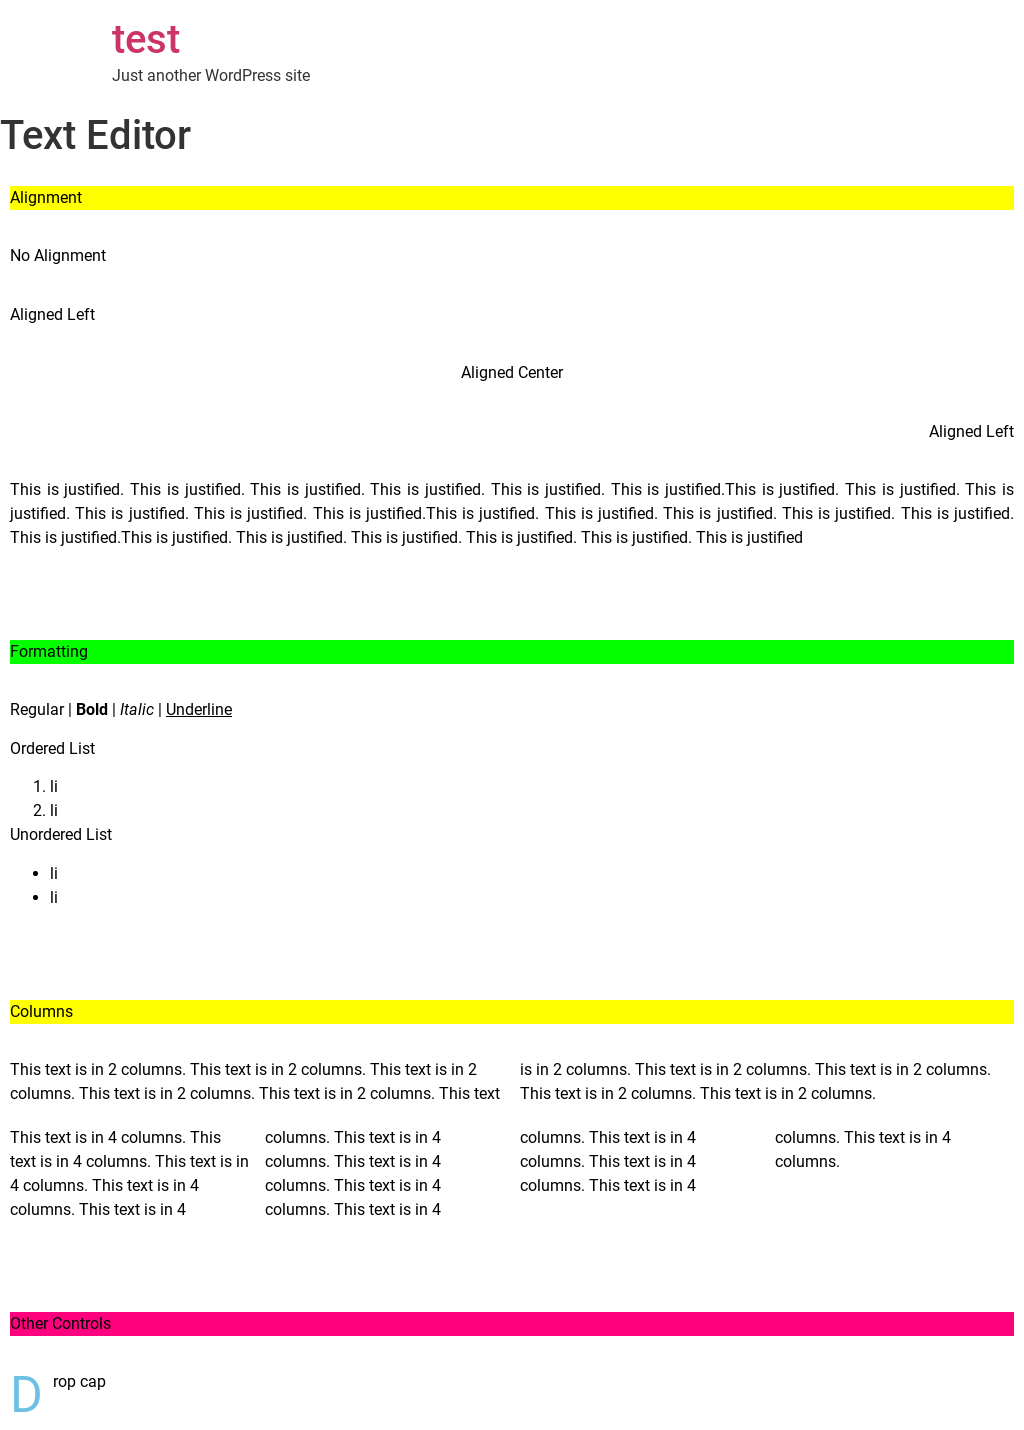 test
Just another WordPress site
Text Editor
Alignment
No Alignment
Aligned Left
Aligned Center
Aligned Left
This is justified. This is justified. This is justified. This is justified. This is justified. This is justified.This is justified. This is justified. This is
justified. This is justified. This is justified. This is justified.This is justified. This is justified. This is justified. This is justified. This is justified.
This is justified.This is justified. This is justified. This is justified. This is justified. This is justified. This is justified
Formatting
Regular | Bold | Italic | Underline
Ordered List
1. li
2. li
Unordered List
• li
• li
Columns
This text is in 2 columns. This text is in 2 columns. This text is in 2
columns. This text is in 2 columns. This text is in 2 columns. This text
is in 2 columns. This text is in 2 columns. This text is in 2 columns.
This text is in 2 columns. This text is in 2 columns.
This text is in 4 columns. This
text is in 4 columns. This text is in
4 columns. This text is in 4
columns. This text is in 4
columns. This text is in 4
columns. This text is in 4
columns. This text is in 4
columns. This text is in 4
columns. This text is in 4
columns. This text is in 4
columns. This text is in 4
columns. This text is in 4
columns.
Other Controls
Drop cap